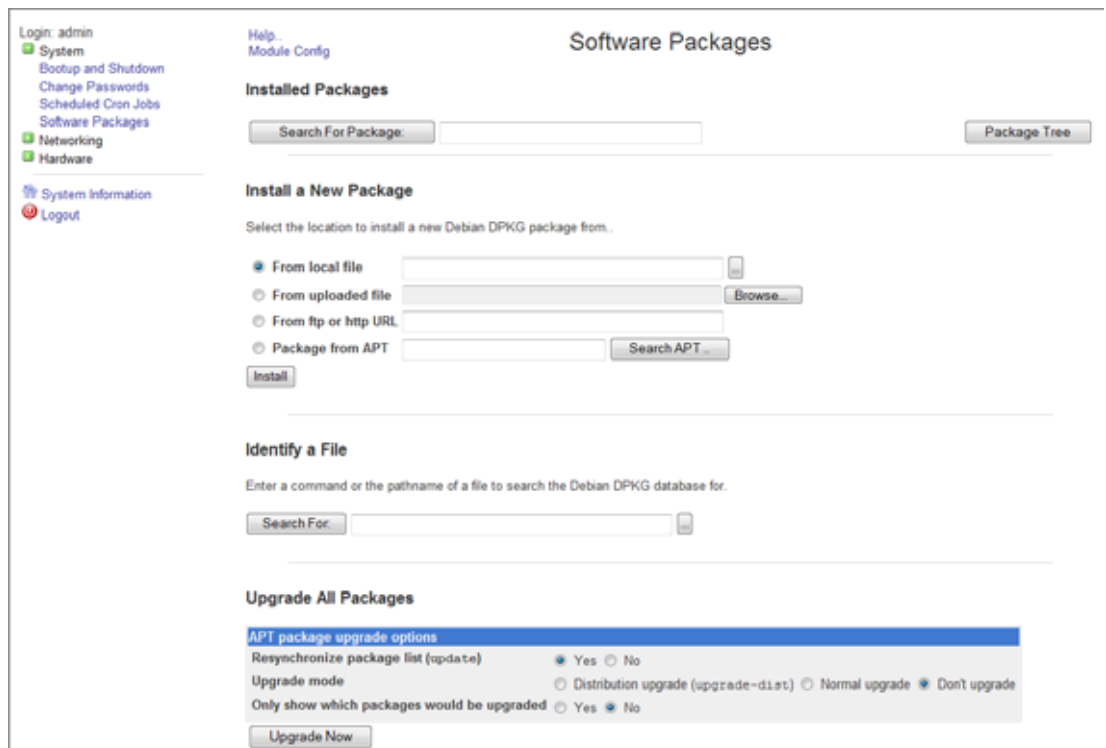 Login: admin
System
Bootup and Shutdown
Change Passwords
Scheduled Cron Jobs
Software Packages
Networking
Hardware
System Information
Logout
Help..
Module Config
Software Packages
Installed Packages
Search For Package:
Package Tree
Install a New Package
Select the location to install a new Debian DPKG package from..
From local file ...
From uploaded file Browse...
From ftp or http URL
Package from APT Search APT ..
Install
Identify a File
Enter a command or the pathname of a file to search the Debian DPKG database for.
Search For: ...
Upgrade All Packages
APT package upgrade options
Resynchronize package list (update) Yes No
Upgrade mode Distribution upgrade (upgrade-dist) Normal upgrade Don't upgrade
Only show which packages would be upgraded Yes No
Upgrade Now